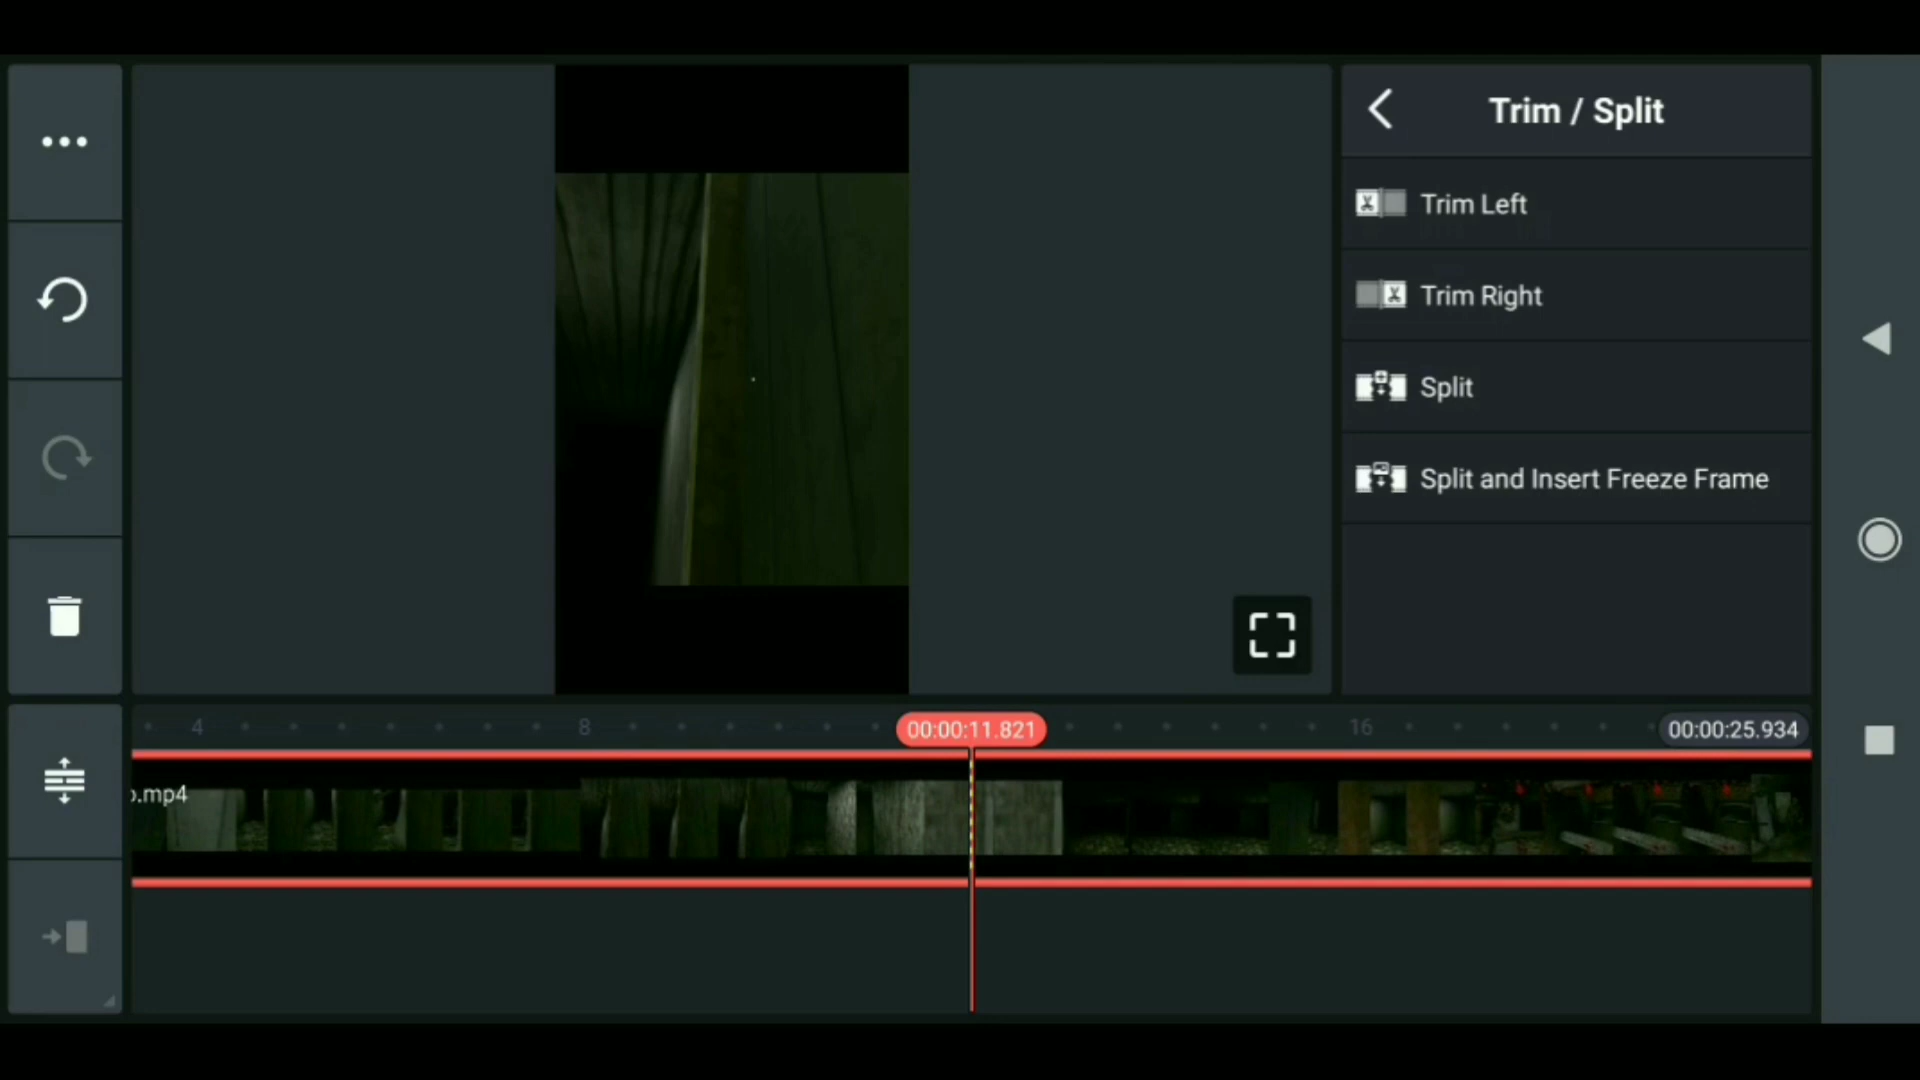 Trim / Split
Trim Left
Trim Right
Split
Split and Insert Freeze Frame
4
8
00:00:11.821
16
00:00:25.934
o.mp4